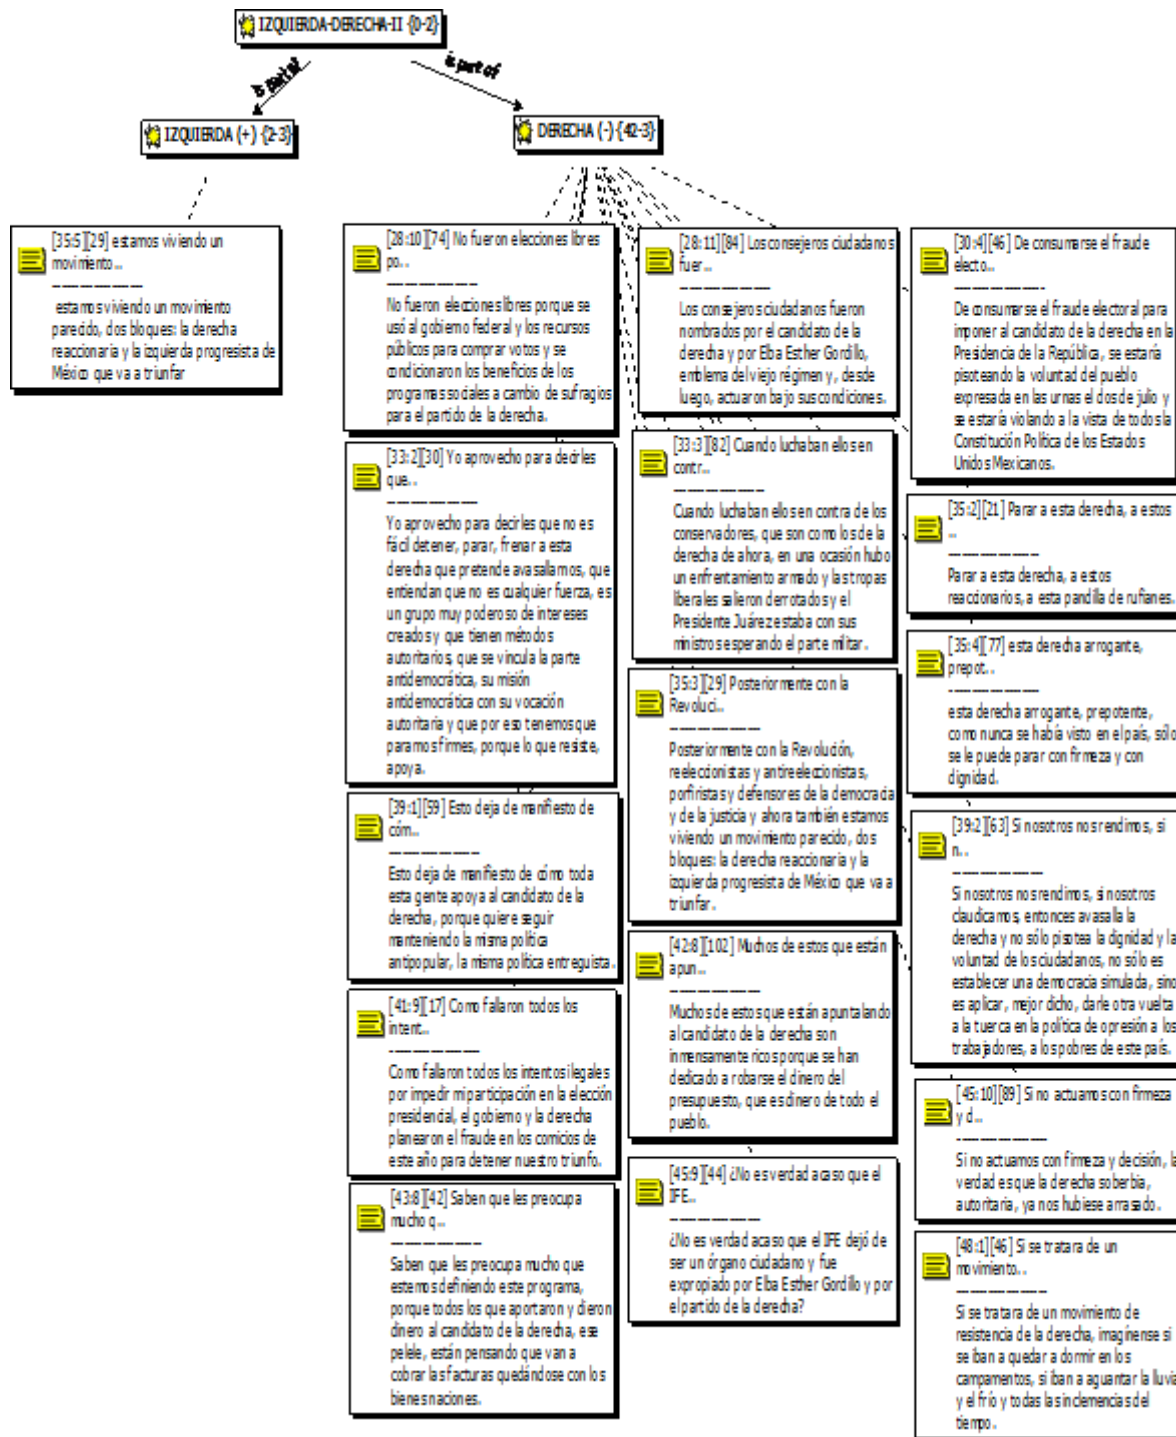 IZQUIERDA-DERECHA-II {0-2}
is part of
is part of
IZQUIERDA (+) {2-3}
DERECHA (-) {42-3}
[35:5][29] estamos viviendo un
movimiento..
--------------------
estamos viviendo un movimiento
parecido, dos bloques: la derecha
reaccionaria y la izquierda progresista de
México que va a triunfar
[28:10][74] No fueron elecciones libres
po...
--------------------
No fueron elecciones libres porque se
usó al gobierno federal y los recursos
públicos para comprar votos y se
condicionaron los beneficios de los
programas sociales a cambio de sufragios
para el partido de la derecha.
[33:2][30] Yo aprovecho para decirles
que..
--------------------
Yo aprovecho para decirles que no es
fácil detener, parar, frenar a esta
derecha que pretende avasallarnos, que
entiendan que no es cualquier fuerza, es
un grupo muy poderoso de intereses
creados y que tienen métodos
autoritarios, que se vincula la parte
antidemocrática, su misión
antidemocrática con su vocación
autoritaria y que por eso tenemos que
pararnos firmes, porque lo que resiste,
apoya.
[39:1][59] Esto deja de manifiesto de
cóm...
--------------------
Esto deja de manifiesto de cómo toda
esta gente apoya al candidato de la
derecha, porque quiere seguir
manteniendo la misma política
antipopular, la misma política entreguista.
[41:9][17] Como fallaron todos los
intent...
--------------------
Como fallaron todos los intentos legales
por impedir mi participación en la elección
presidencial, el gobierno y la derecha
planearon el fraude en los comicios de
este año para detener nuestro triunfo.
[43:8][42] Saben que les preocupa
mucho q...
--------------------
Saben que les preocupa mucho que
estemos definiendo este programa,
porque todos los que aportaron y dieron
dinero al candidato de la derecha, ese
pelele, están pensando que van a
cobrar las facturas quedándose con los
bienes naciones.
[28:11][84] Los consejeros ciudadanos
fuer...
--------------------
Los consejeros ciudadanos fueron
nombrados por el candidato de la
derecha y por Elba Esther Gordillo,
emblema del viejo régimen y, desde
luego, actuaron bajo sus condiciones.
[33:3][82] Cuando luchaban ellos en
contr...
--------------------
Cuando luchaban ellos en contra de los
conservadores, que son como los de la
derecha de ahora, en una ocasión hubo
un enfrentamiento armado y las tropas
liberales salieron derrotados y el
Presidente Juárez estaba con sus
ministros esperando el parte militar.
[35:3][29] Posteriormente con la
Revoluci...
--------------------
Posteriormente con la Revolución,
reeleccionistas y antireeleccionistas,
porfiristas y defensores de la democracia
y de la justicia y ahora también estamos
viviendo un movimiento parecido, dos
bloques: la derecha reaccionaria y la
izquierda progresista de México que va a
triunfar.
[42:8][102] Muchos de estos que están
apun...
--------------------
Muchos de estos que están apuntalando
al candidato de la derecha son
inmensamente ricos porque se han
dedicado a robarse el dinero del
presupuesto, que es dinero de todo el
pueblo.
[45:9][44] ¿No es verdad acaso que el
IFE...
--------------------
¿No es verdad acaso que el IFE dejó de
ser un órgano ciudadano y fue
expropiado por Elba Esther Gordillo y por
el partido de la derecha?
[30:4][46] De consumarse el fraude
electo...
--------------------
De consumarse el fraude electoral para
imponer al candidato de la derecha en la
Presidencia de la República, se estaría
pisoteando la voluntad del pueblo
expresada en las urnas el dos de julio y
se estaría violando a la vista de todos la
Constitución Política de los Estados
Unidos Mexicanos.
[35:2][21] Parar a esta derecha, a estos
...
--------------------
Parar a esta derecha, a estos
reaccionarios, a esta pandilla de rufianes.
[35:4][77] esta derecha arrogante,
prepot...
--------------------
esta derecha arrogante, prepotente,
como nunca se había visto en el país, sólo
se le puede parar con firmeza y con
dignidad.
[39:2][63] Si nosotros nos rendimos, si
n...
--------------------
Si nosotros nos rendimos, si nosotros
claudicamos, entonces avasalla la
derecha y no sólo pisotea la dignidad y la
voluntad de los ciudadanos, no sólo es
establecer una democracia simulada, sino
es aplicar, mejor dicho, darle otra vuelta
a la tuerca en la política de opresión a los
trabajadores, a los pobres de este país.
[45:10][89] Si no actuamos con firmeza
y d...
--------------------
Si no actuamos con firmeza y decisión, la
verdad es que la derecha soberbia,
autoritaria, ya nos hubiese arrasado.
[48:1][46] Si se tratara de un
movimiento..
--------------------
Si se tratara de un movimiento de
resistencia de la derecha, imagínense si
se iban a quedar a dormir en los
campamentos, si iban a aguantar la lluvia
y el frío y todas las inclemencias del
tiempo.